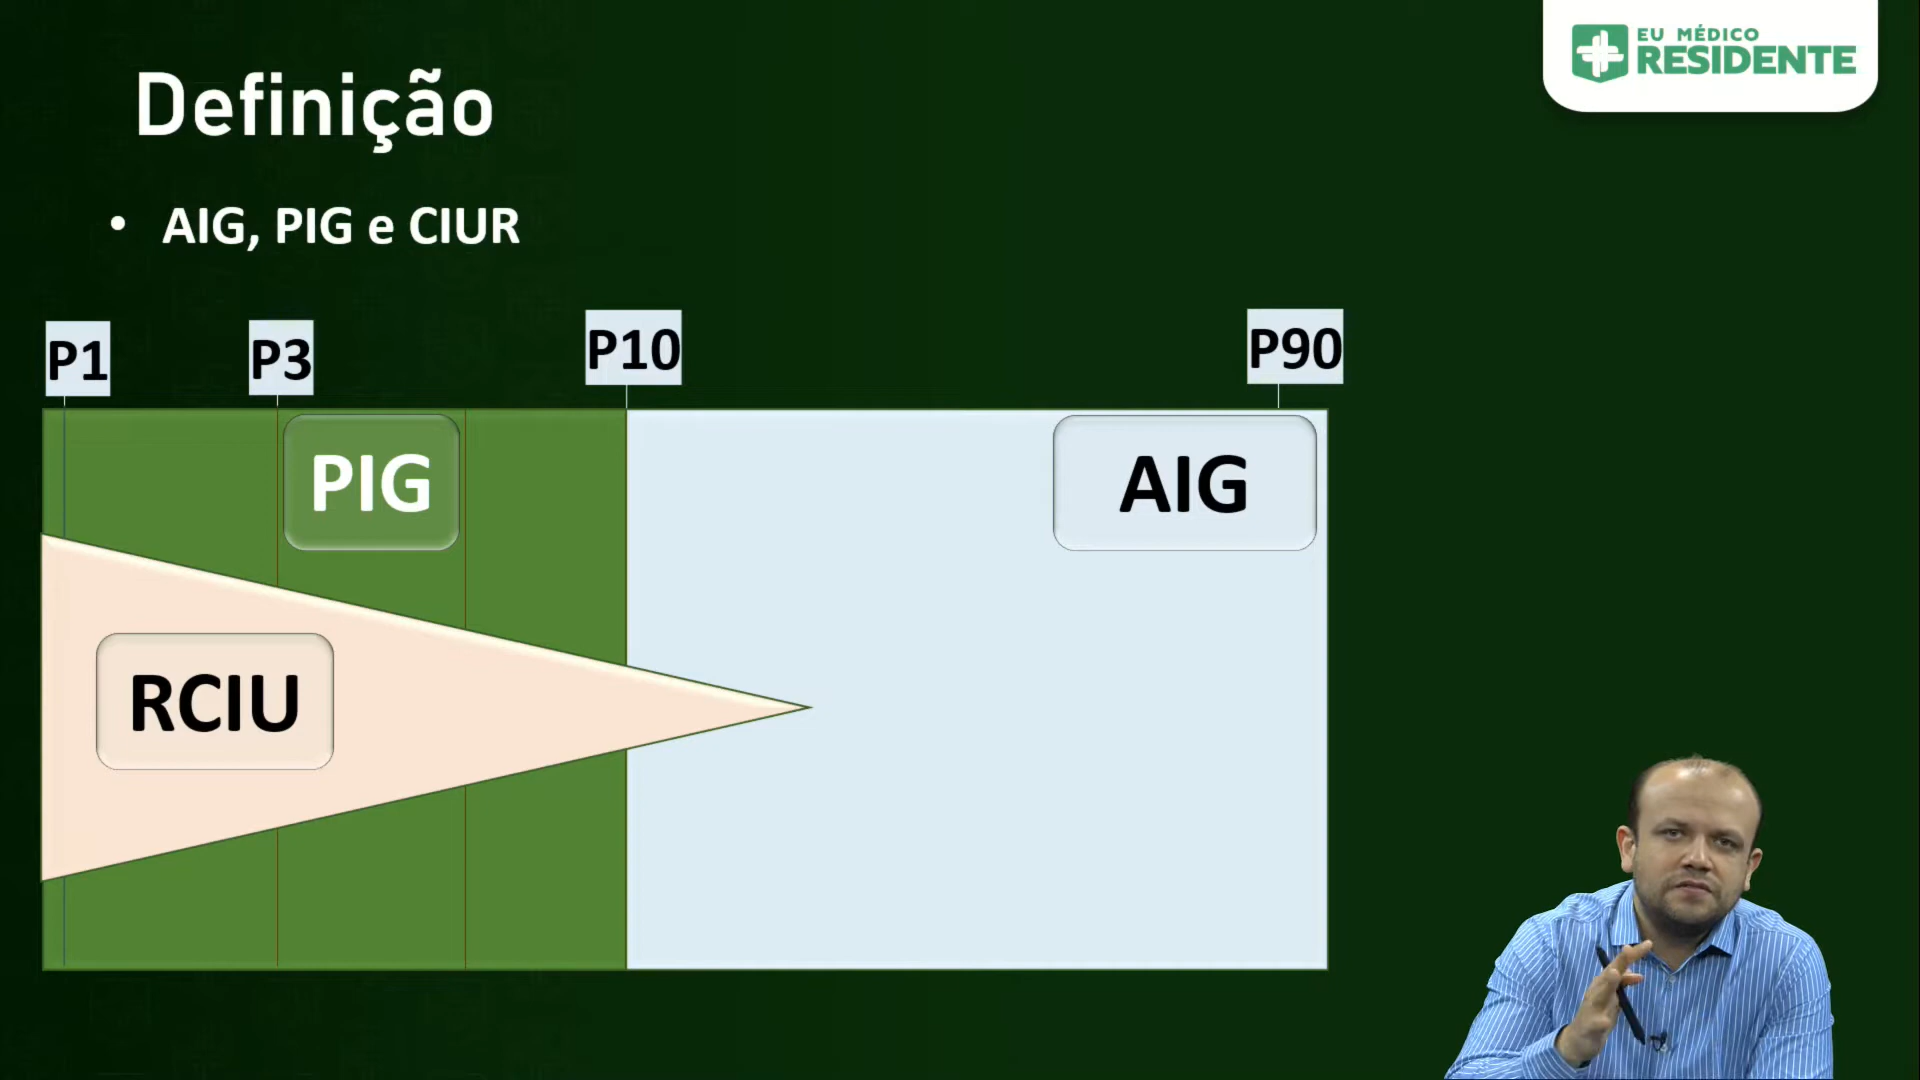 EU MÉDICO
RESIDENTE
Definição
• AIG, PIG e CIUR
P1
P3
P10
P90
PIG
AIG
RCIU